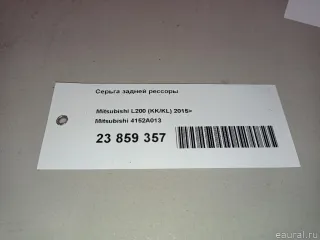 Серьга задней рессоры
Mitsubishi L200 (KK/KL) 2015>
Mitsubishi 4152A013
23 859 357
eaural.ru